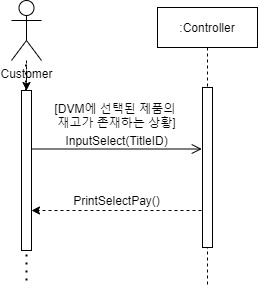 :Controller
Customer
[DVM에 선택된 제품의
재고가 존재하는 상황]
InputSelect(TitleID)
PrintSelectPay()